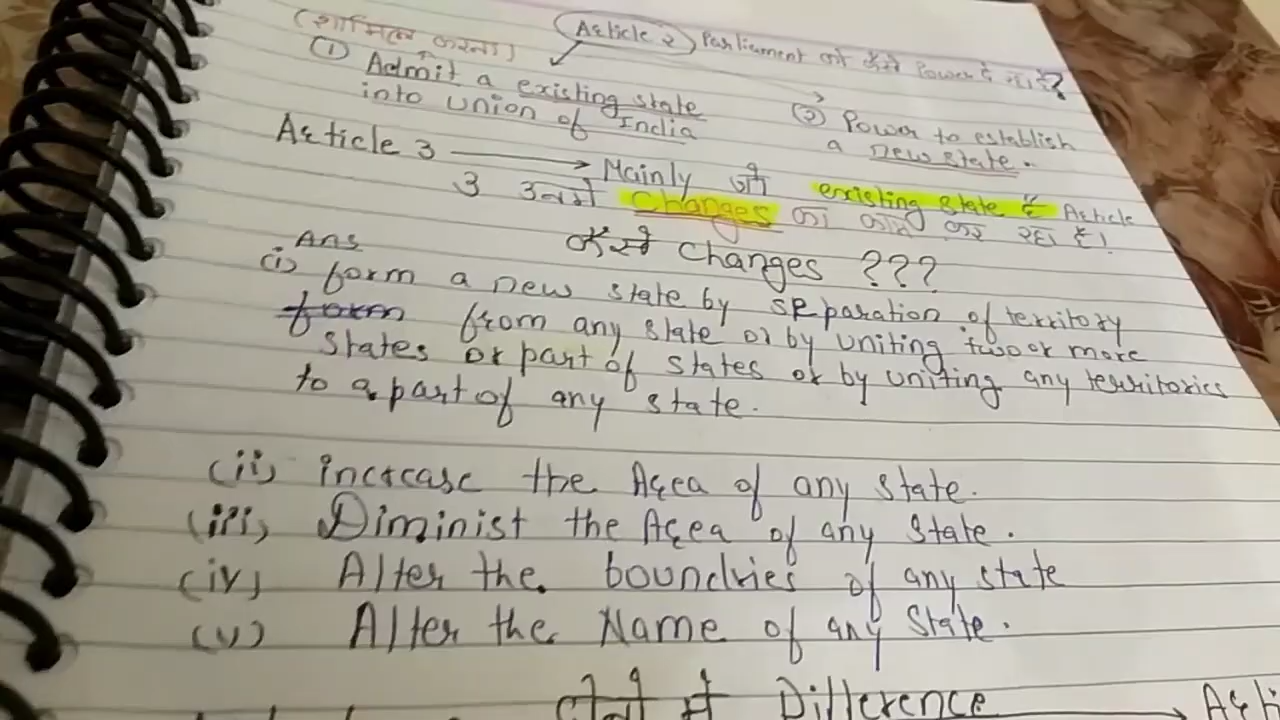 (शामिल करना) Article 2) Parliament को कैसे Power दे रहा है?
① Admit a existing state
into union of India
② Power to establish
a new state.
Article 3 → Mainly जो existing state है Article
3 उनमें Changes का काम कर रहा है।
कैसे Changes ???
Ans
(i) form a new state by separation of territory
from any state or by uniting two or more
States or part of states or by uniting any territories
to a part of any state.
(ii) increase the Area of any state.
(iii) Diminist the Area of any State.
(iv) Alter the boundries of any state
(v) Alter the Name of any State.
दोनों में Difference →